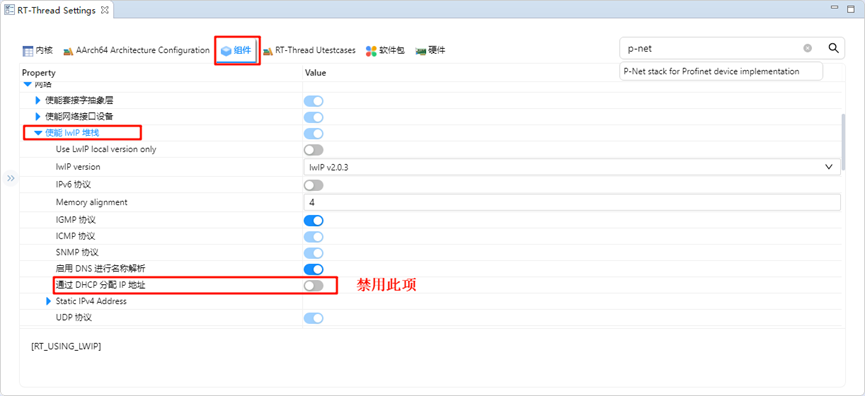 RT-Thread Settings
内核 AArch64 Architecture Configuration 组件 RT-Thread Utestcases 软件包 硬件 p-net
P-Net stack for Profinet device implementation
Property Value
网络
使能套接字抽象层
使能网络接口设备
使能 lwIP 堆栈
Use LwIP local version only
lwIP version lwIP v2.0.3
IPv6 协议
Memory alignment 4
IGMP 协议
ICMP 协议
SNMP 协议
启用 DNS 进行名称解析
通过 DHCP 分配 IP 地址 禁用此项
Static IPv4 Address
UDP 协议
[RT_USING_LWIP]